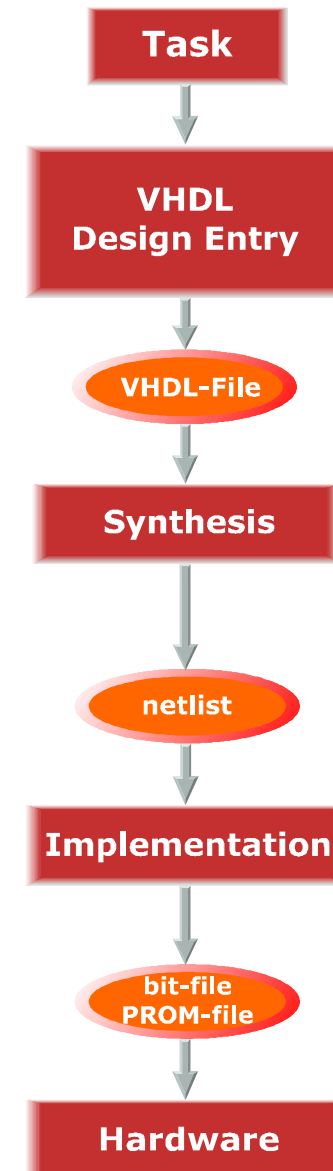 Task
VHDL
Design Entry
VHDL-File
Synthesis
netlist
Implementation
bit-file
PROM-file
Hardware